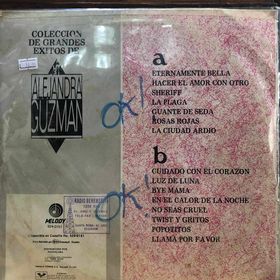 COLECCION
DE GRANDES
EXITOS DE
ALEJANDRA
GUZMAN
a
ETERNAMENTE BELLA
HACER EL AMOR CON OTRO
SHERIFF
LA PLAGA
GUANTE DE SEDA
ROSAS ROJAS
LA CIUDAD ARDIO
OK!
b
CUIDADO CON EL CORAZON
LUZ DE LUNA
BYE MAMA
EN EL CALOR DE LA NOCHE
NO SEAS CRUEL
TWIST Y GRITOS
POPOTITOS
LLAMA POR FAVOR
OK!
MELODY
RADIO